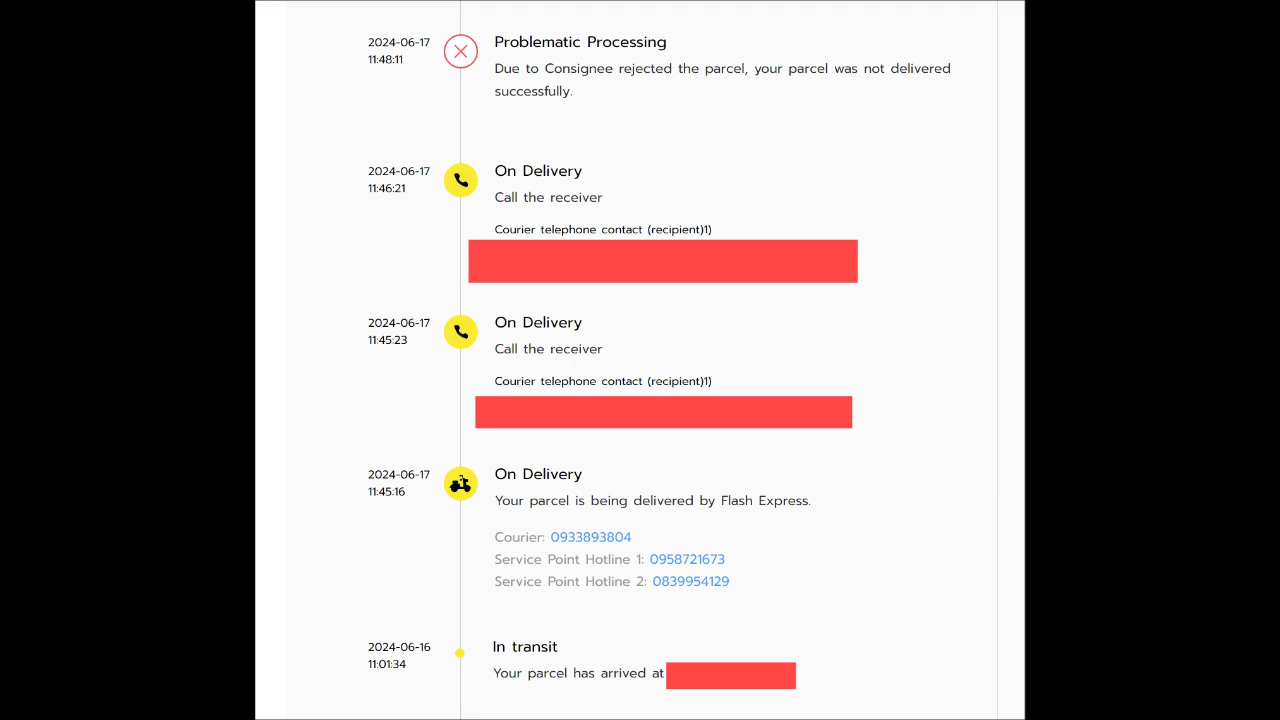 2024-06-17
11:48:11
Problematic Processing
Due to Consignee rejected the parcel, your parcel was not delivered
successfully.
2024-06-17
11:46:21
On Delivery
Call the receiver
Courier telephone contact (recipient)1)
2024-06-17
11:45:23
On Delivery
Call the receiver
Courier telephone contact (recipient)1)
2024-06-17
11:45:16
On Delivery
Your parcel is being delivered by Flash Express.
Courier: 0933893804
Service Point Hotline 1: 0958721673
Service Point Hotline 2: 0839954129
2024-06-16
11:01:34
In transit
Your parcel has arrived at